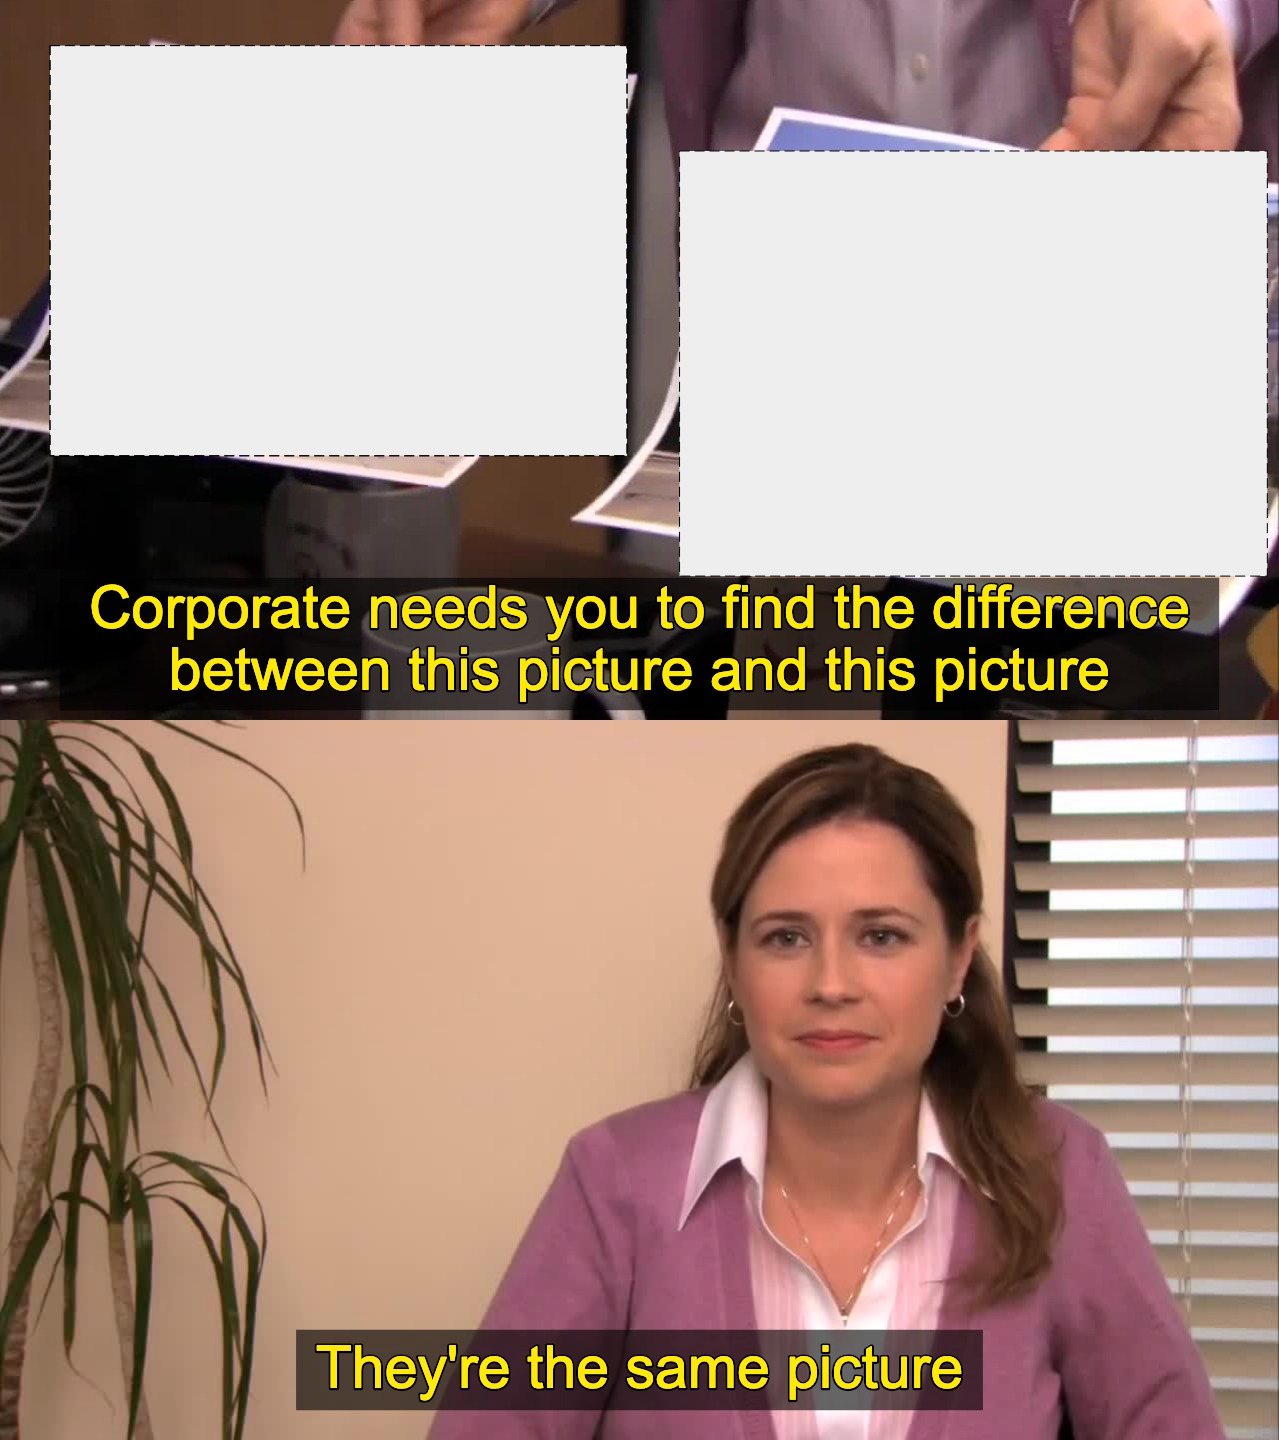 Corporate needs you to find the difference
between this picture and this picture
They're the same picture